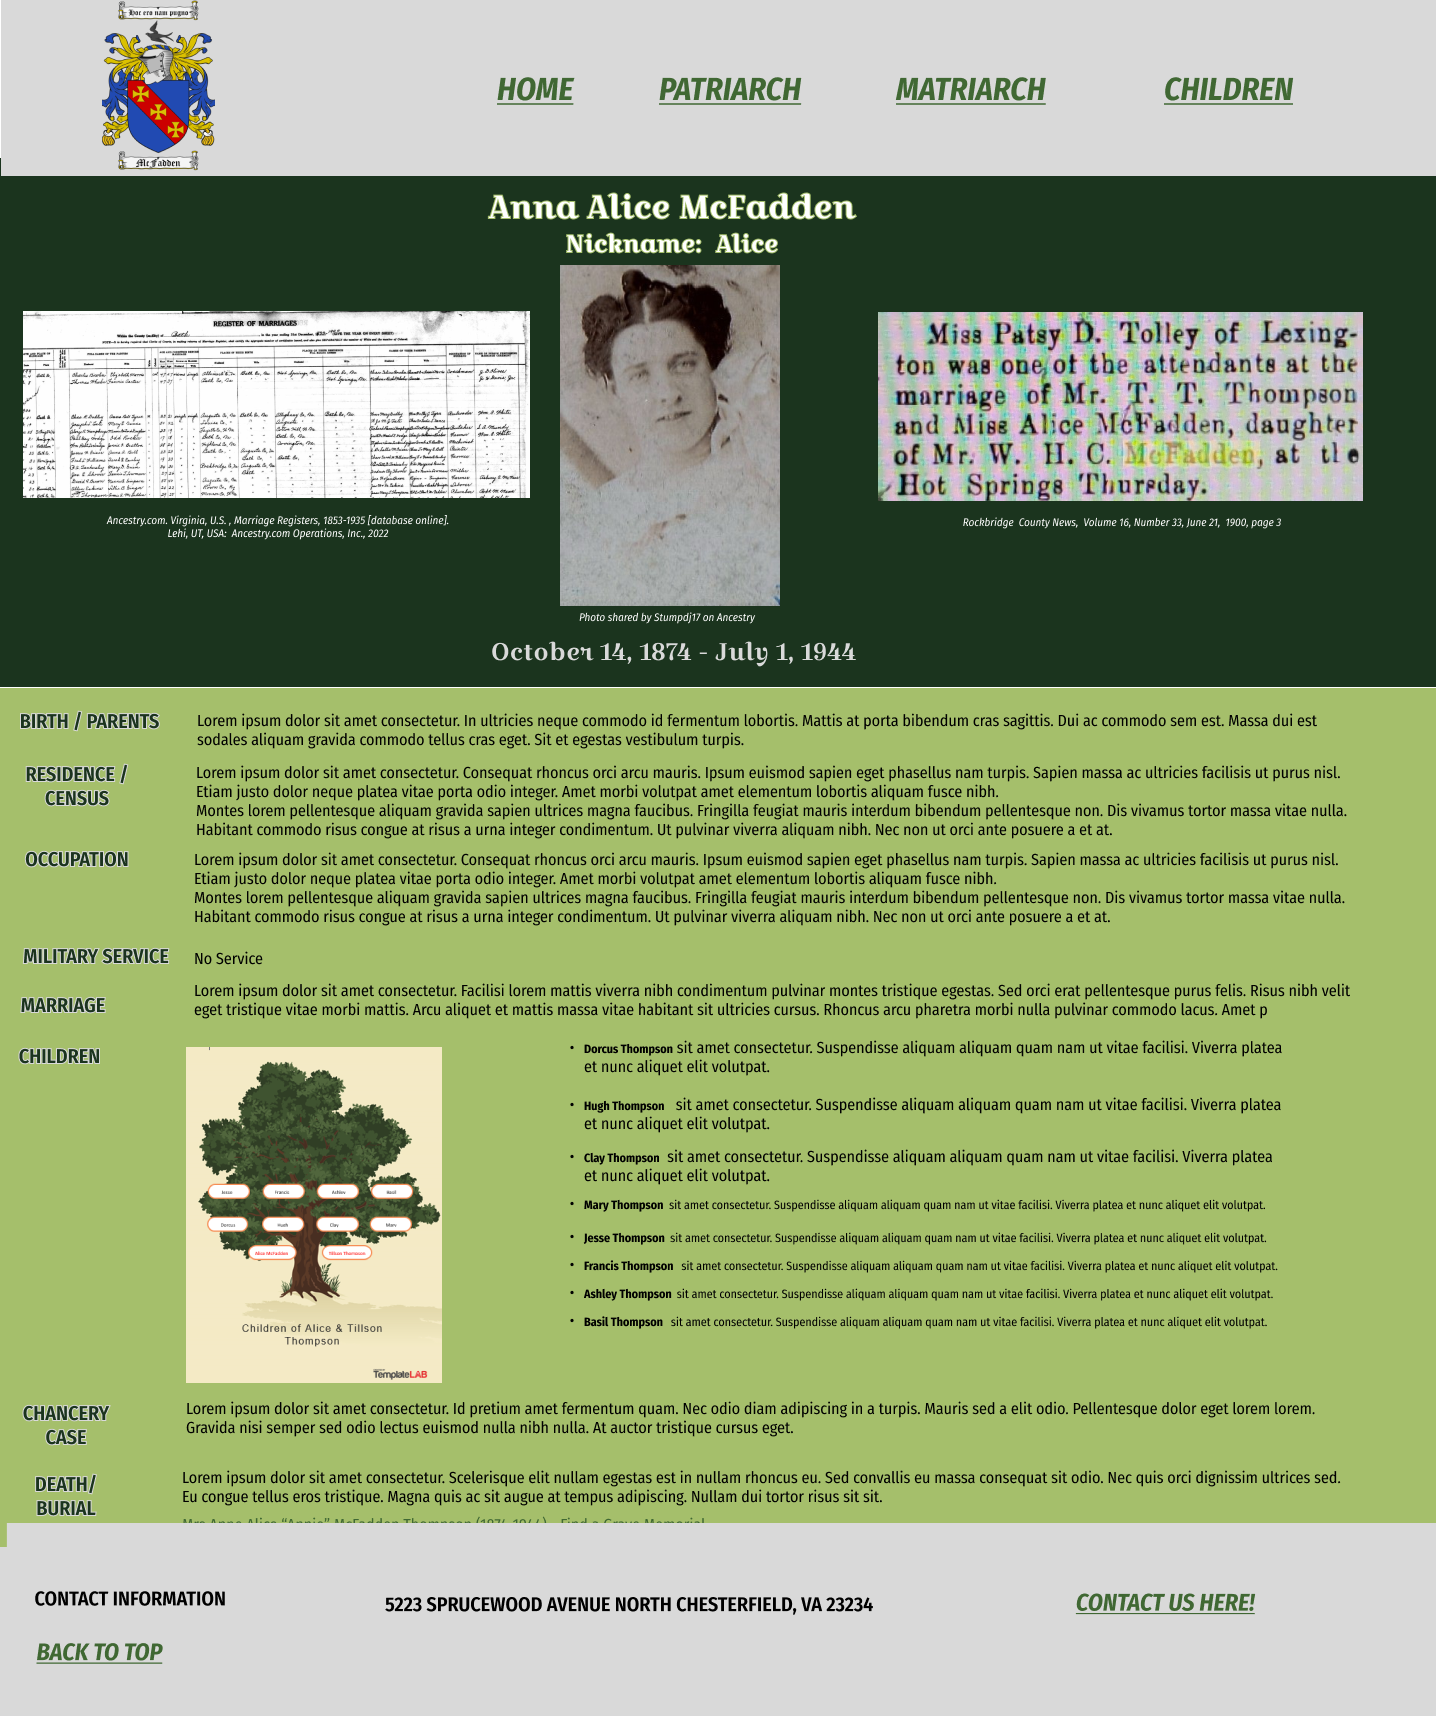 Hoc ero nam pugno
McFadden
HOME
PATRIARCH
MATRIARCH
CHILDREN
Anna Alice McFadden
Nickname: Alice
REGISTER OF MARRIAGES
Ancestry.com. Virginia, U.S. , Marriage Registers, 1853-1935 [database online].
Lehi, UT, USA: Ancestry.com Operations, Inc., 2022
Miss Patsy D. Tolley of Lexing-
ton was one of the attendants at the
marriage of Mr. T. T. Thompson
and Miss Alice McFadden, daughter
of Mr. W. H. C. McFadden, at the
Hot Springs Thursday.
Rockbridge County News, Volume 16, Number 33, June 21, 1900, page 3
Photo shared by Stumpdj17 on Ancestry
October 14, 1874 - July 1, 1944
BIRTH / PARENTS
Lorem ipsum dolor sit amet consectetur. In ultricies neque commodo id fermentum lobortis. Mattis at porta bibendum cras sagittis. Dui ac commodo sem est. Massa dui est
sodales aliquam gravida commodo tellus cras eget. Sit et egestas vestibulum turpis.
RESIDENCE /
CENSUS
Lorem ipsum dolor sit amet consectetur. Consequat rhoncus orci arcu mauris. Ipsum euismod sapien eget phasellus nam turpis. Sapien massa ac ultricies facilisis ut purus nisl.
Etiam justo dolor neque platea vitae porta odio integer. Amet morbi volutpat amet elementum lobortis aliquam fusce nibh.
Montes lorem pellentesque aliquam gravida sapien ultrices magna faucibus. Fringilla feugiat mauris interdum bibendum pellentesque non. Dis vivamus tortor massa vitae nulla.
Habitant commodo risus congue at risus a urna integer condimentum. Ut pulvinar viverra aliquam nibh. Nec non ut orci ante posuere a et at.
OCCUPATION
Lorem ipsum dolor sit amet consectetur. Consequat rhoncus orci arcu mauris. Ipsum euismod sapien eget phasellus nam turpis. Sapien massa ac ultricies facilisis ut purus nisl.
Etiam justo dolor neque platea vitae porta odio integer. Amet morbi volutpat amet elementum lobortis aliquam fusce nibh.
Montes lorem pellentesque aliquam gravida sapien ultrices magna faucibus. Fringilla feugiat mauris interdum bibendum pellentesque non. Dis vivamus tortor massa vitae nulla.
Habitant commodo risus congue at risus a urna integer condimentum. Ut pulvinar viverra aliquam nibh. Nec non ut orci ante posuere a et at.
MILITARY SERVICE
No Service
MARRIAGE
Lorem ipsum dolor sit amet consectetur. Facilisi lorem mattis viverra nibh condimentum pulvinar montes tristique egestas. Sed orci erat pellentesque purus felis. Risus nibh velit
eget tristique vitae morbi mattis. Arcu aliquet et mattis massa vitae habitant sit ultricies cursus. Rhoncus arcu pharetra morbi nulla pulvinar commodo lacus. Amet p
CHILDREN
Jesse Francis Ashley Basil
Dorcus Hugh Clay Mary
Alice McFadden Tillson Thompson
Children of Alice & Tillson
Thompson
TemplateLAB
• Dorcus Thompson sit amet consectetur. Suspendisse aliquam aliquam quam nam ut vitae facilisi. Viverra platea
et nunc aliquet elit volutpat.
• Hugh Thompson sit amet consectetur. Suspendisse aliquam aliquam quam nam ut vitae facilisi. Viverra platea
et nunc aliquet elit volutpat.
• Clay Thompson sit amet consectetur. Suspendisse aliquam aliquam quam nam ut vitae facilisi. Viverra platea
et nunc aliquet elit volutpat.
• Mary Thompson sit amet consectetur. Suspendisse aliquam aliquam quam nam ut vitae facilisi. Viverra platea et nunc aliquet elit volutpat.
• Jesse Thompson sit amet consectetur. Suspendisse aliquam aliquam quam nam ut vitae facilisi. Viverra platea et nunc aliquet elit volutpat.
• Francis Thompson sit amet consectetur. Suspendisse aliquam aliquam quam nam ut vitae facilisi. Viverra platea et nunc aliquet elit volutpat.
• Ashley Thompson sit amet consectetur. Suspendisse aliquam aliquam quam nam ut vitae facilisi. Viverra platea et nunc aliquet elit volutpat.
• Basil Thompson sit amet consectetur. Suspendisse aliquam aliquam quam nam ut vitae facilisi. Viverra platea et nunc aliquet elit volutpat.
CHANCERY
CASE
Lorem ipsum dolor sit amet consectetur. Id pretium amet fermentum quam. Nec odio diam adipiscing in a turpis. Mauris sed a elit odio. Pellentesque dolor eget lorem lorem.
Gravida nisi semper sed odio lectus euismod nulla nibh nulla. At auctor tristique cursus eget.
DEATH/
BURIAL
Lorem ipsum dolor sit amet consectetur. Scelerisque elit nullam egestas est in nullam rhoncus eu. Sed convallis eu massa consequat sit odio. Nec quis orci dignissim ultrices sed.
Eu congue tellus eros tristique. Magna quis ac sit augue at tempus adipiscing. Nullam dui tortor risus sit sit.
Mrs Anna Alice “Annie” McFadden Thompson (1874-1944) - Find a Grave Memorial
CONTACT INFORMATION
5223 SPRUCEWOOD AVENUE NORTH CHESTERFIELD, VA 23234
CONTACT US HERE!
BACK TO TOP